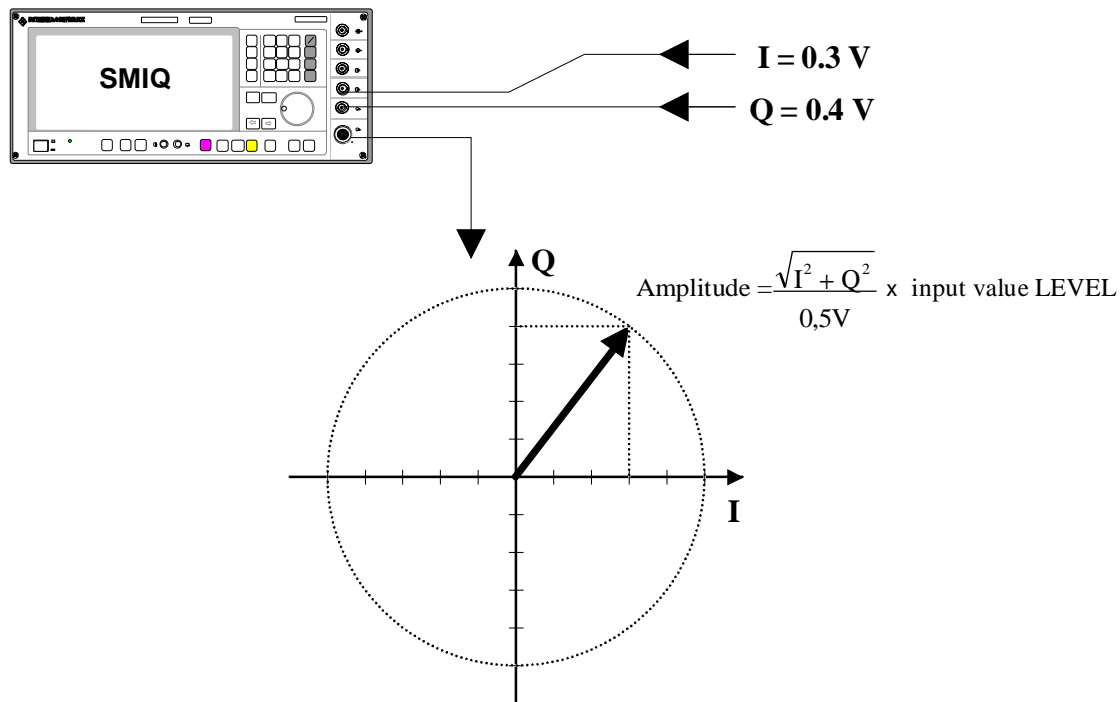 SMIQ
I = 0.3 V
Q = 0.4 V
Q
Amplitude = √I² + Q² / 0,5V x input value LEVEL
I